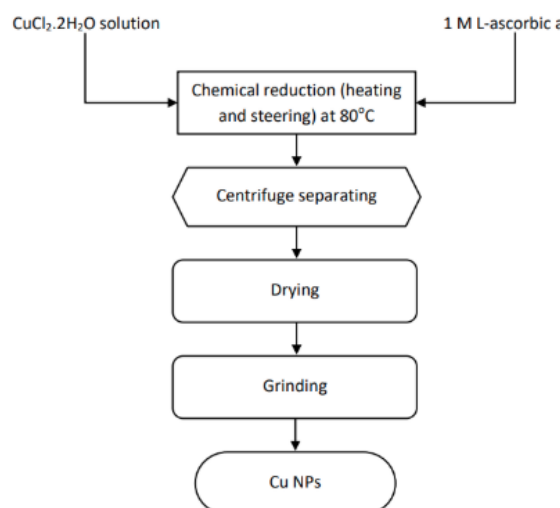 CuCl₂.2H₂O solution
1 M L-ascorbic a
Chemical reduction (heating
and steering) at 80°C
Centrifuge separating
Drying
Grinding
Cu NPs